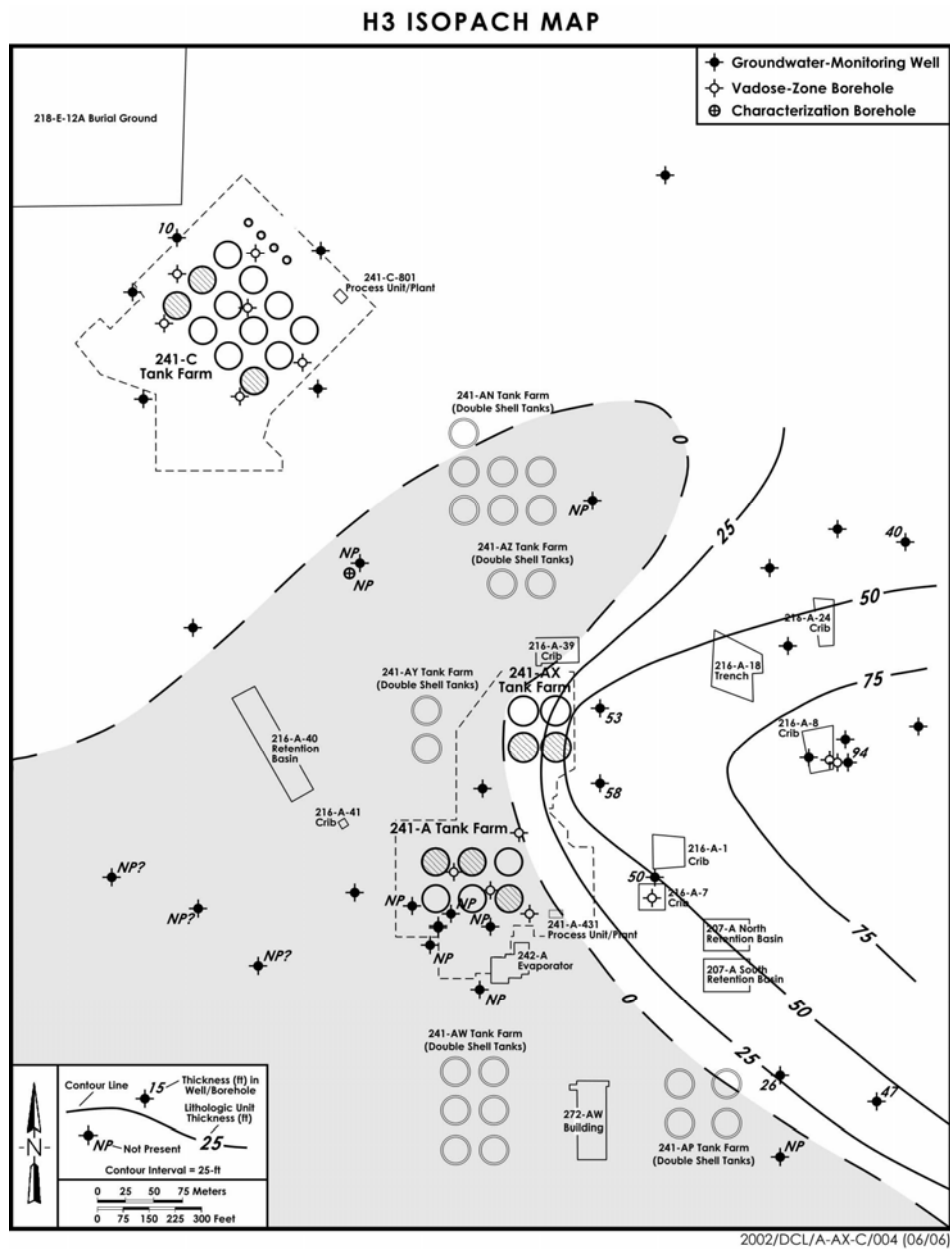 H3 ISOPACH MAP
Groundwater-Monitoring Well
Vadose-Zone Borehole
Characterization Borehole
218-E-12A Burial Ground
10
241-C-801
Process Unit/Plant
241-C
Tank Farm
241-AN Tank Farm
(Double Shell Tanks)
0
NP
25
40
NP
NP
241-AZ Tank Farm
(Double Shell Tanks)
50
216-A-24
Crib
216-A-39
Crib
216-A-18
Trench
241-AY Tank Farm
(Double Shell Tanks)
241-AX
Tank Farm
75
53
216-A-8
Crib
94
216-A-40
Retention
Basin
58
216-A-41
Crib
241-A Tank Farm
216-A-1
Crib
NP?
50
216-A-7
Crib
NP?
NP
NP
NP
241-A-431
Process Unit/Plant
207-A North
Retention Basin
75
NP?
NP
242-A
Evaporator
207-A South
Retention Basin
NP
0
50
241-AW Tank Farm
(Double Shell Tanks)
25
26
47
272-AW
Building
241-AP Tank Farm
(Double Shell Tanks)
NP
N
Contour Line
15
Thickness (ft) in
Well/Borehole
Lithologic Unit
Thickness (ft)
NP
Not Present
25
Contour Interval = 25-ft
0 25 50 75 Meters
0 75 150 225 300 Feet
2002/DCL/A-AX-C/004 (06/06)